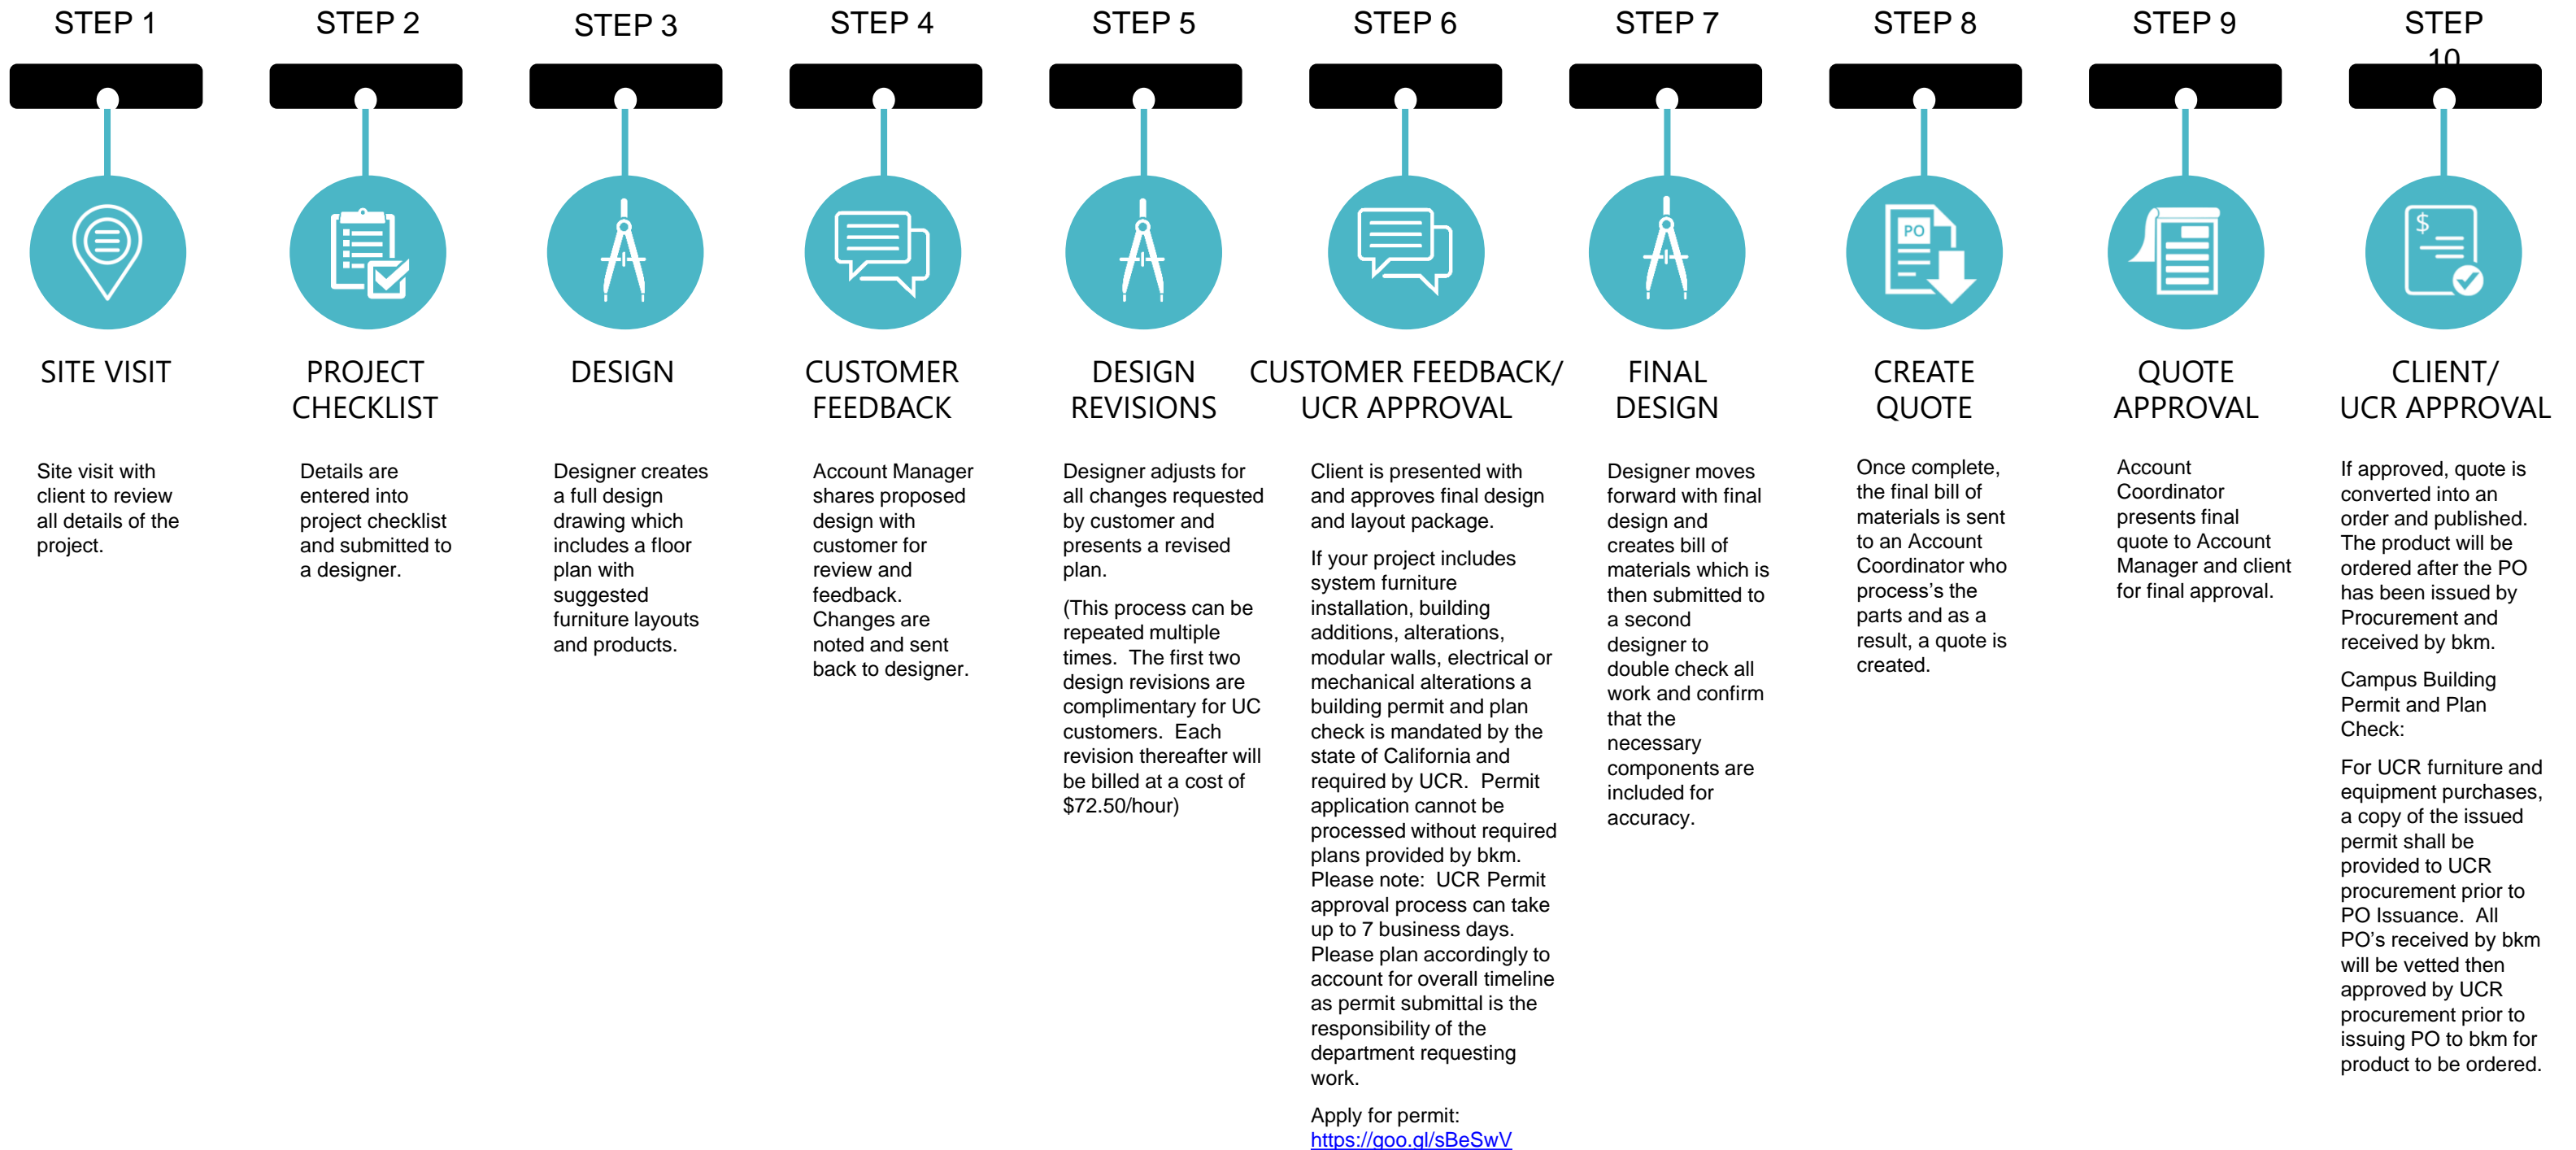 STEP 1
SITE VISIT
Site visit with
client to review
all details of the
project.
STEP 2
PROJECT
CHECKLIST
Details are
entered into
project checklist
and submitted to
a designer.
STEP 3
DESIGN
Designer creates
a full design
drawing which
includes a floor
plan with
suggested
furniture layouts
and products.
STEP 4
CUSTOMER
FEEDBACK
Account Manager
shares proposed
design with
customer for
review and
feedback.
Changes are
noted and sent
back to designer.
STEP 5
DESIGN
REVISIONS
Designer adjusts for
all changes requested
by customer and
presents a revised
plan.
(This process can be
repeated multiple
times.  The first two
design revisions are
complimentary for UC
customers.  Each
revision thereafter will
be billed at a cost of
$72.50/hour)
STEP 6
CUSTOMER FEEDBACK/
UCR APPROVAL
Client is presented with
and approves final design
and layout package.
If your project includes
system furniture
installation, building
additions, alterations,
modular walls, electrical or
mechanical alterations a
building permit and plan
check is mandated by the
state of California and
required by UCR.  Permit
application cannot be
processed without required
plans provided by bkm.
Please note:  UCR Permit
approval process can take
up to 7 business days.
Please plan accordingly to
account for overall timeline
as permit submittal is the
responsibility of the
department requesting
work.
Apply for permit:
https://goo.gl/sBeSwV
STEP 7
FINAL
DESIGN
Designer moves
forward with final
design and
creates bill of
materials which is
then submitted to
a second
designer to
double check all
work and confirm
that the
necessary
components are
included for
accuracy.
STEP 8
PO
CREATE
QUOTE
Once complete,
the final bill of
materials is sent
to an Account
Coordinator who
process’s the
parts and as a
result, a quote is
created.
STEP 9
QUOTE
APPROVAL
Account
Coordinator
presents final
quote to Account
Manager and client
for final approval.
STEP
10
$
CLIENT/
UCR APPROVAL
If approved, quote is
converted into an
order and published.
The product will be
ordered after the PO
has been issued by
Procurement and
received by bkm.
Campus Building
Permit and Plan
Check:
For UCR furniture and
equipment purchases,
a copy of the issued
permit shall be
provided to UCR
procurement prior to
PO Issuance.  All
PO’s received by bkm
will be vetted then
approved by UCR
procurement prior to
issuing PO to bkm for
product to be ordered.